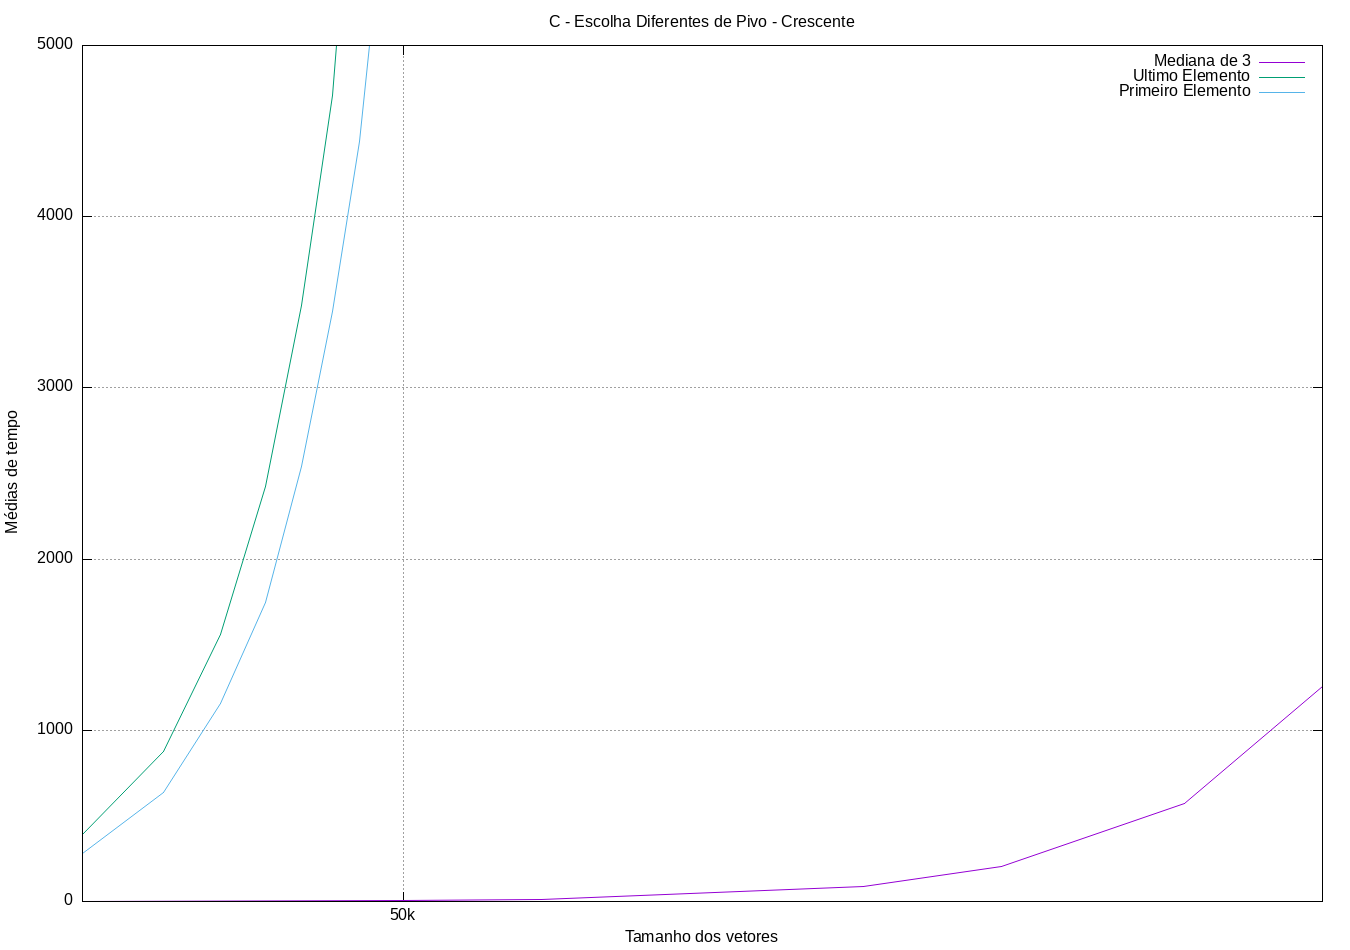 C - Escolha Diferentes de Pivo - Crescente
5000
4000
3000
2000
1000
0
Médias de tempo
Mediana de 3
Ultimo Elemento
Primeiro Elemento
50k
Tamanho dos vetores